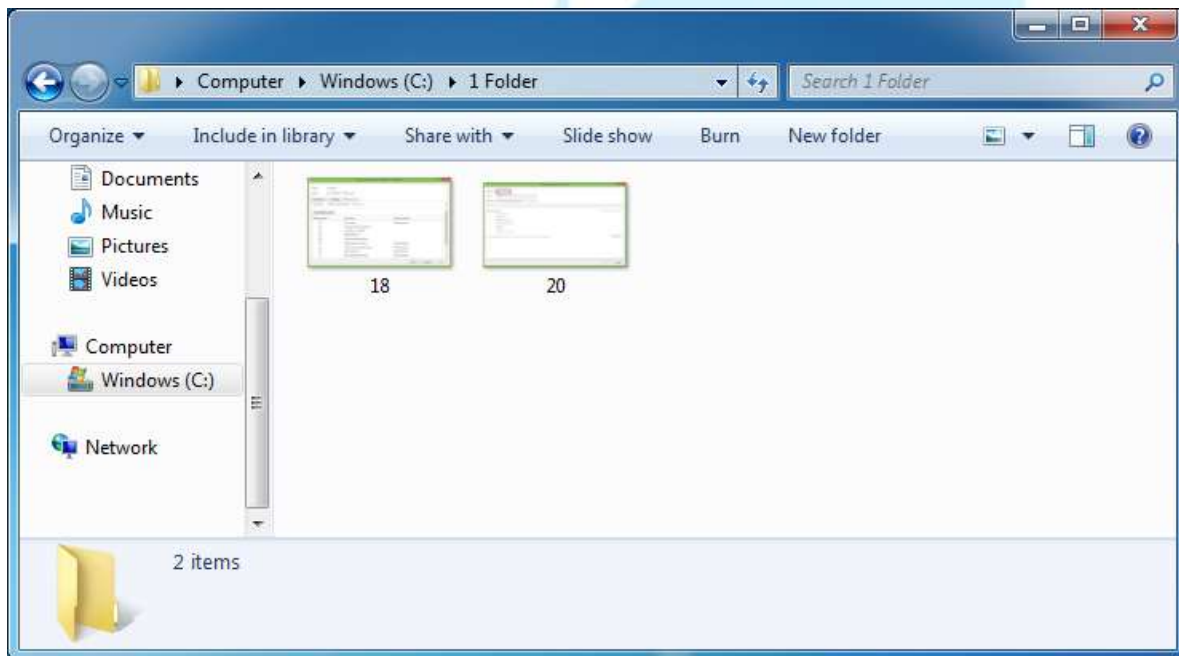 Computer Windows (C:) 1 Folder
Search 1 Folder
Organize Include in library Share with Slide show Burn New folder
Documents
Music
Pictures
Videos
Computer
Windows (C:)
Network
18
20
2 items